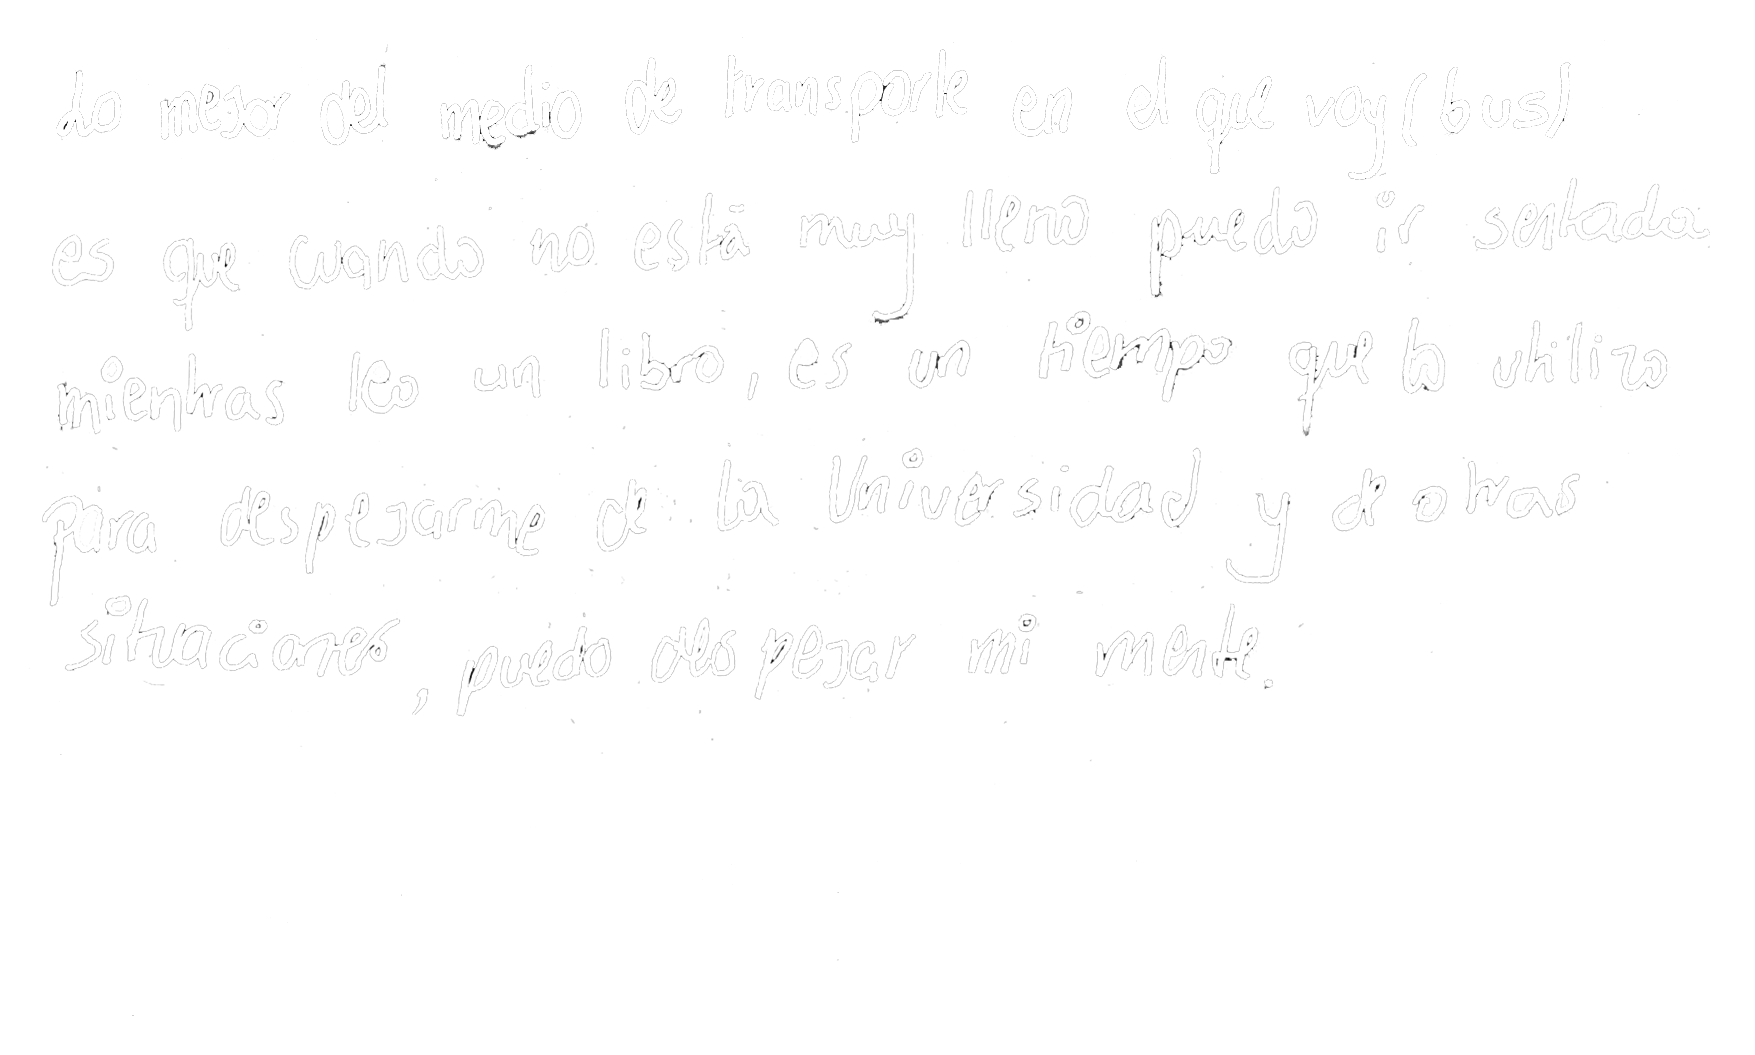 Lo mejor del medio de transporte en el que voy (bus)
es que cuando no está muy lleno puedo ir sentada
mientras leo un libro, es un tiempo que lo utilizo
para despejarme de la Universidad y de otras
situaciones, puedo despejar mi mente.